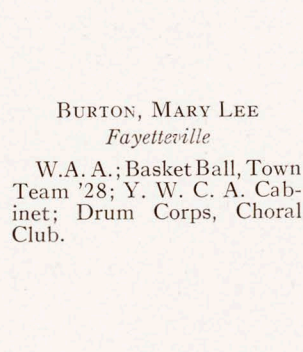 Burton, Mary Lee
Fayetteville
W.A. A.; Basket Ball, Town
Team '28; Y. W. C. A. Cab-
inet; Drum Corps, Choral
Club.